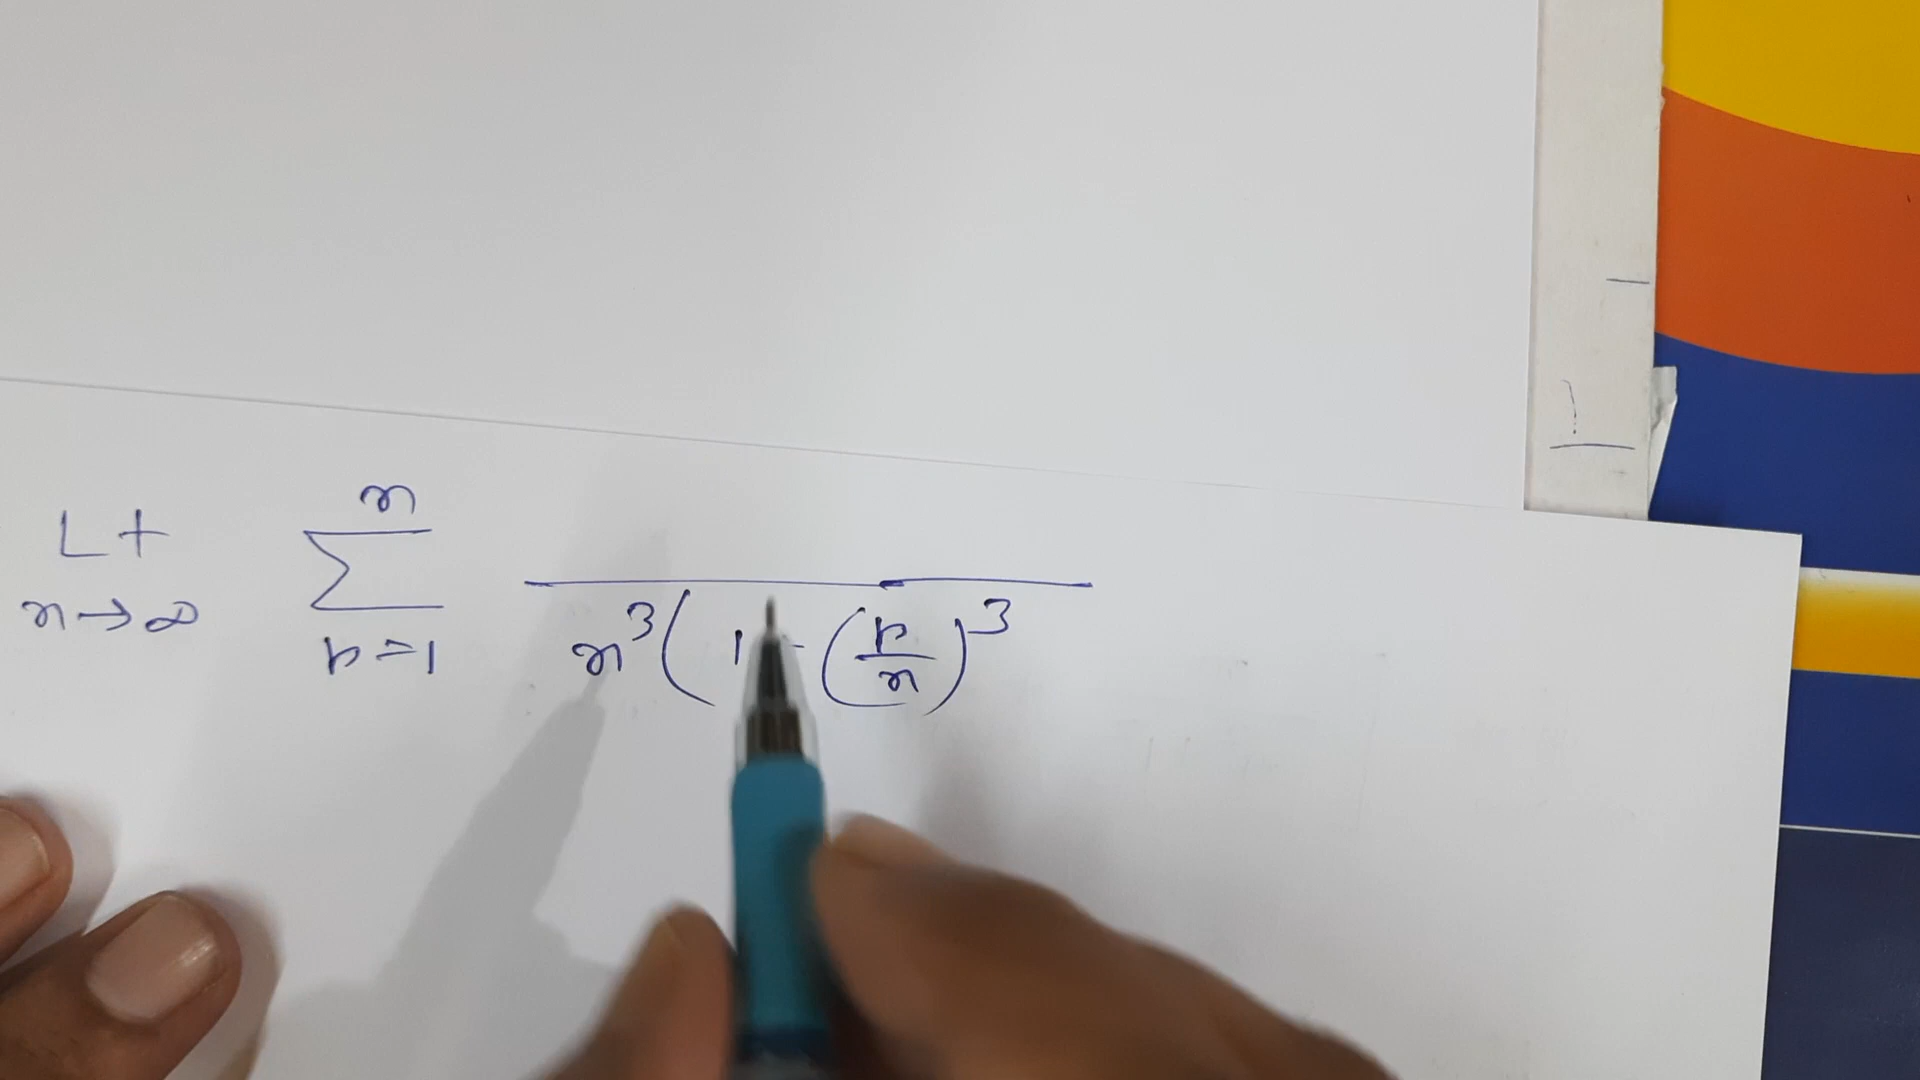 n
Lt Σ
n→∞ r=1 n³(1 (r/n)³